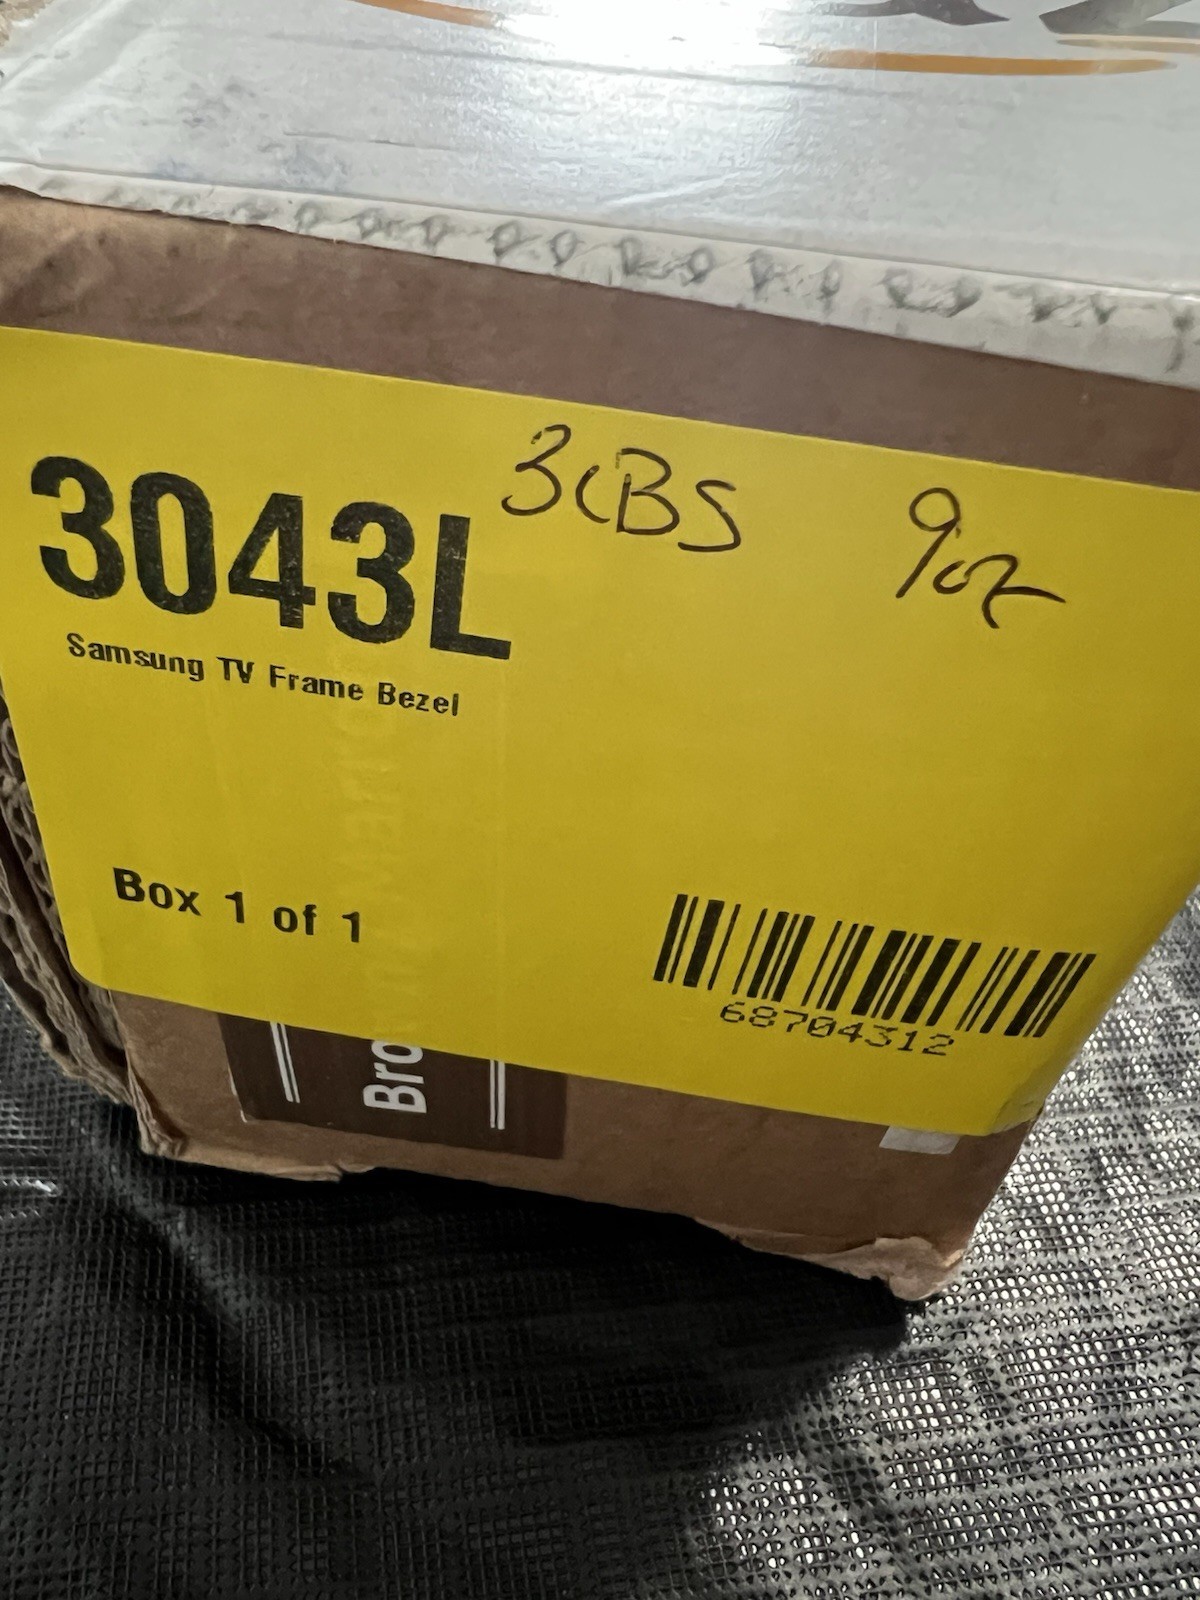 3043L
3LBS 9oz
Samsung TV Frame Bezel
Box 1 of 1
68704312
Bro